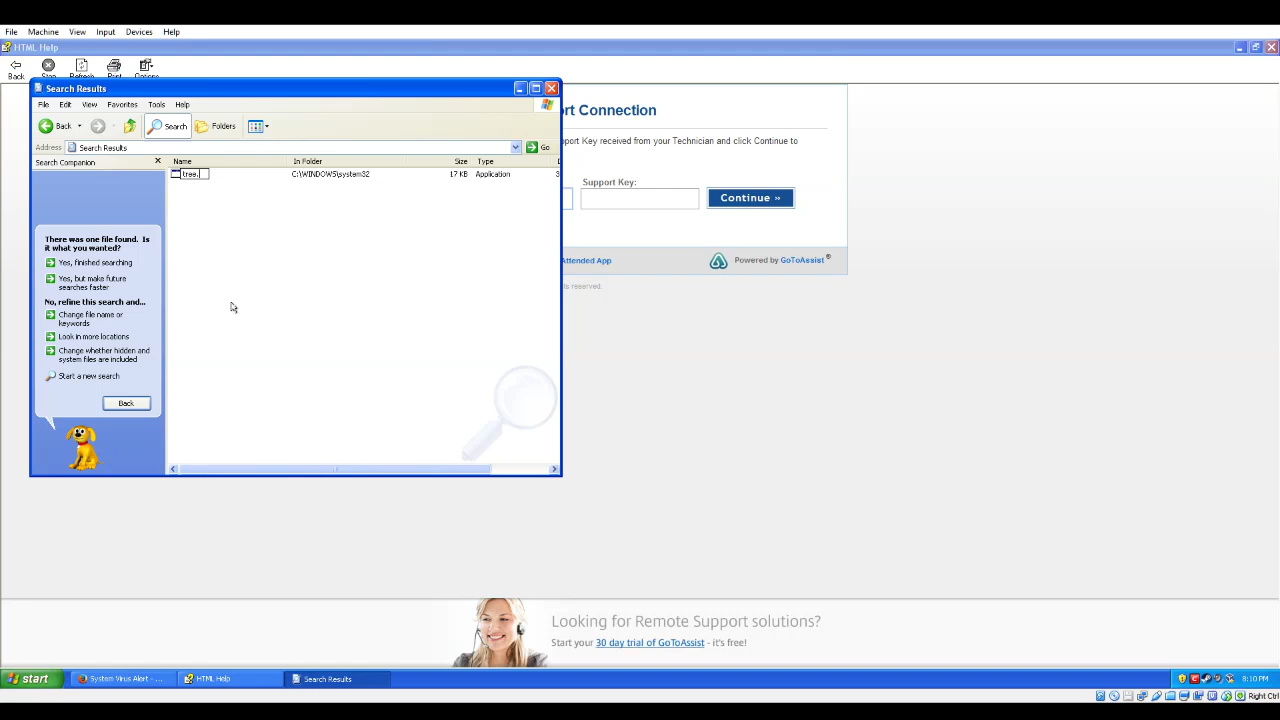 File Machine View Input Devices Help
HTML Help
Back Stop Refresh Print Options
Search Results
File Edit View Favorites Tools Help
Back Search Folders
Address Search Results Go
Search Companion
Name In Folder Size Type
tree. C:\WINDOWS\system32 17 KB Application
There was one file found. Is
it what you wanted?
Yes, finished searching
Yes, but make future
searches faster
No, refine this search and...
Change file name or
keywords
Look in more locations
Change whether hidden and
system files are included
Start a new search
Back
ort Connection
port Key received from your Technician and click Continue to
Support Key:
Continue »
Attended App
Powered by GoToAssist®
ts reserved.
Looking for Remote Support solutions?
Start your 30 day trial of GoToAssist - it's free!
start System Virus Alert - ... HTML Help Search Results 8:10 PM
Right Ctrl